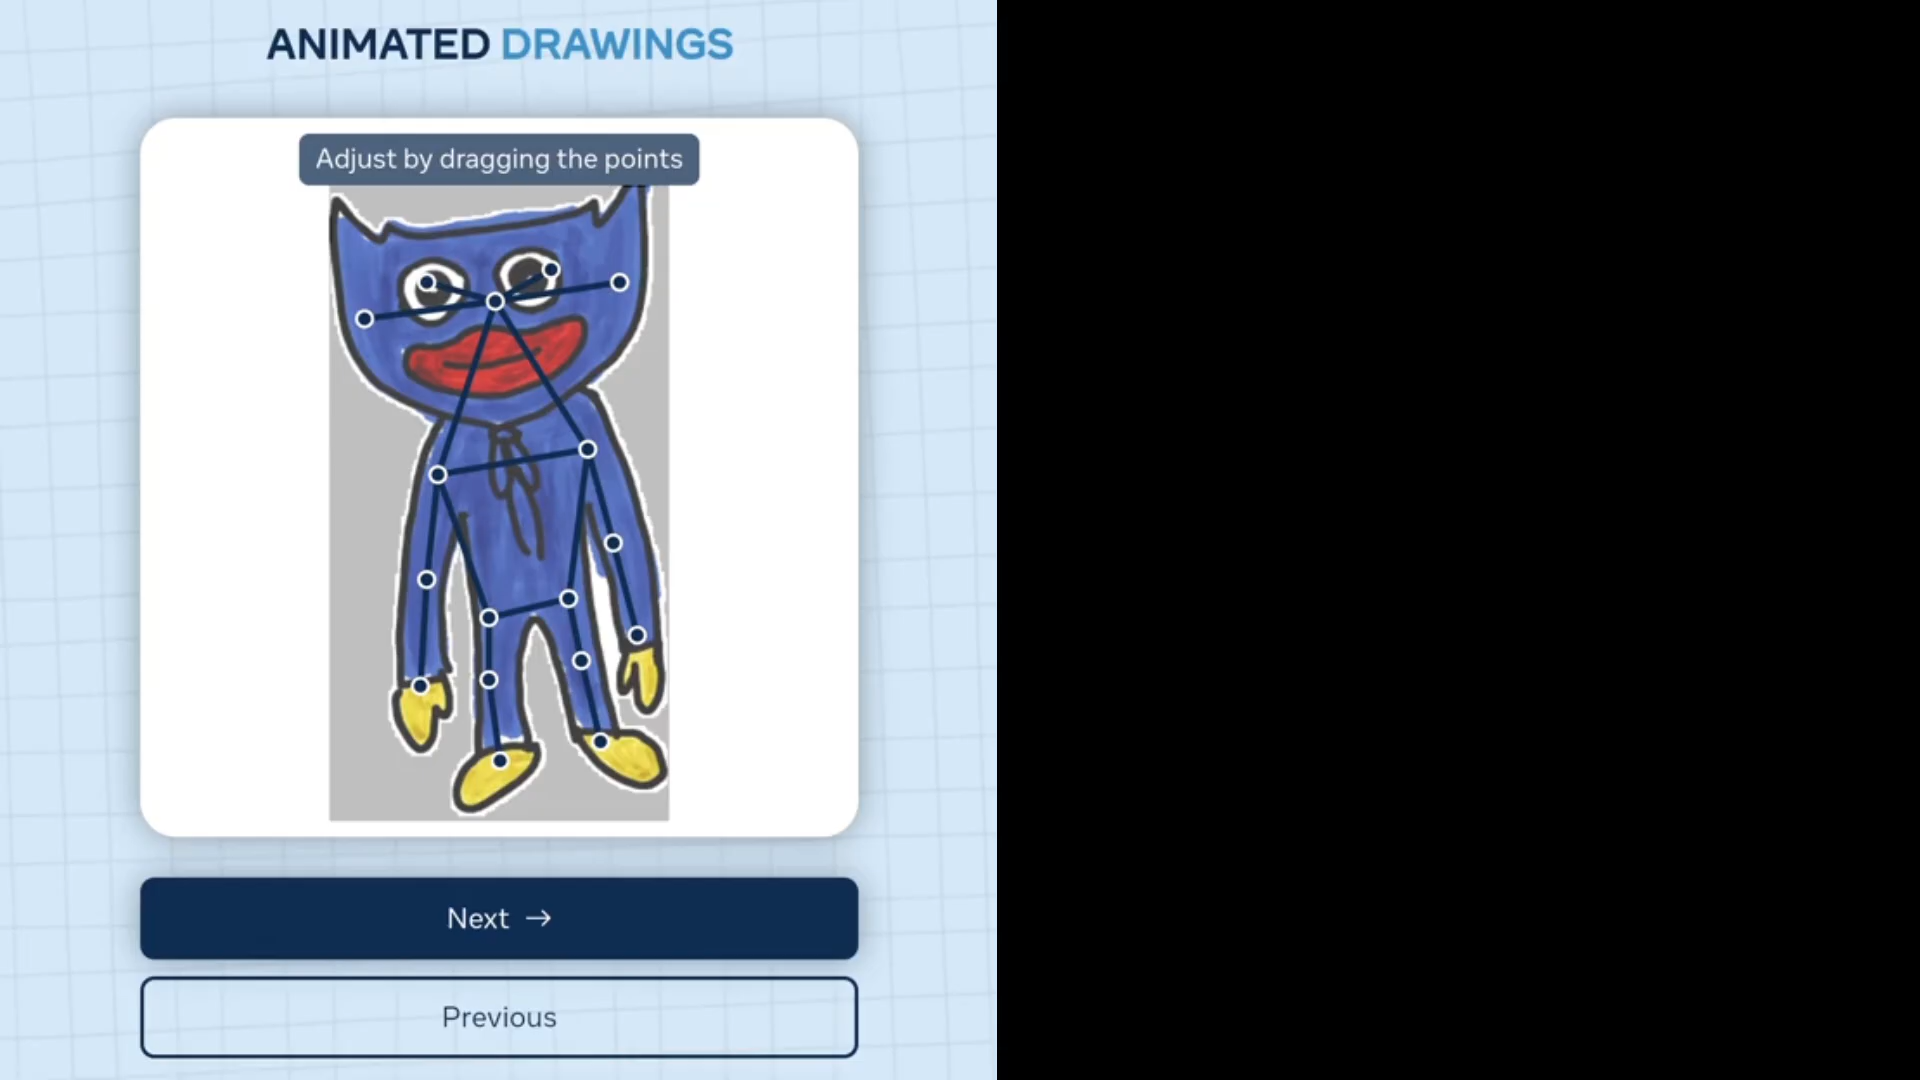 ANIMATED DRAWINGS
Adjust by dragging the points
Next →
Previous